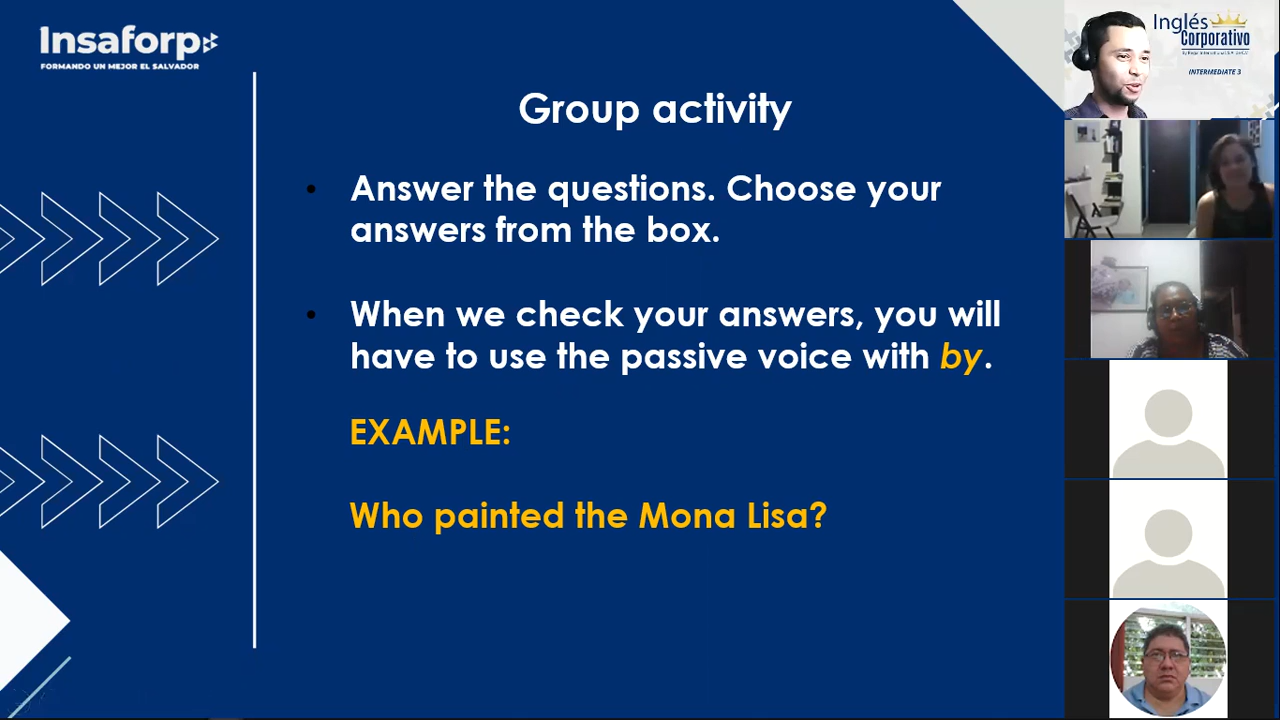 Insaforp
FORMANDO UN MEJOR EL SALVADOR
Group activity
• Answer the questions. Choose your
answers from the box.
• When we check your answers, you will
have to use the passive voice with by.
EXAMPLE:
Who painted the Mona Lisa?
Inglés
Corporativo
INTERMEDIATE 3